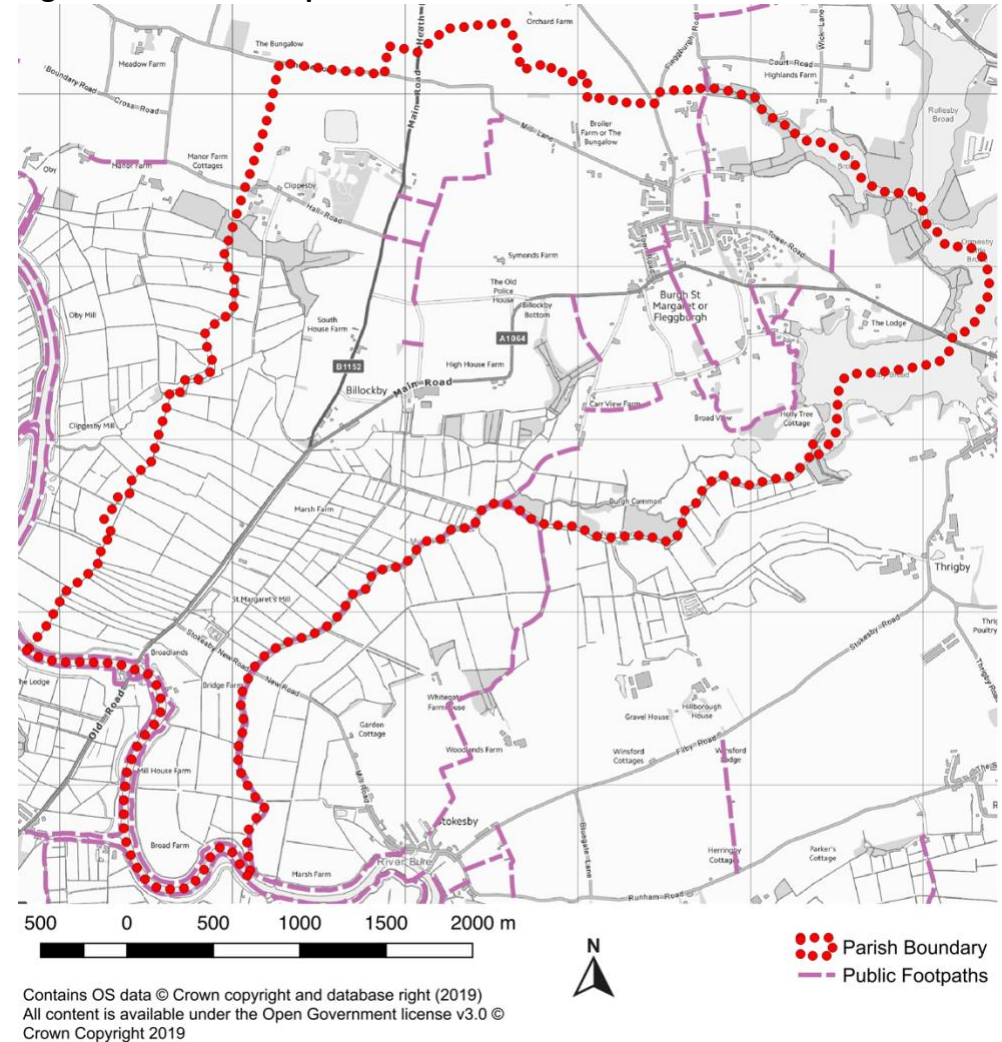 Orchard Farm
The Bungalow
Meadow Farm
Boundary Road
Cross Road
Main Road
Heath
Fleggburgh Road
Wick Lane
Court Road
Highlands Farm
Rollesby
Broad
Mill Lane
Broiler
Farm or The
Bungalow
Oby
Manor Farm
Manor Farm
Cottages
Clippesby
Hall Road
Symonds Farm
Tower Road
The Old
Police
House
Billockby
Bottom
Burgh St
Margaret or
Fleggburgh
The Lodge
Oby Mill
South
House Farm
A1064
B1152
High House Farm
Billockby
Main Road
Carr View Farm
Broad View
Holly Tree
Cottage
Clippesby Mill
Marsh Farm
Burgh Common
Thrigby
St Margaret's Mill
Stokesby New Road
New Road
Broadlands
Bridge Farm
The Lodge
Old Road
Stokesby Road
Thrigby Road
Poultry
Garden
Cottage
Gravel House
Hillborough
House
Winsford
Cottages
Filby Road
Winsford
Lodge
Woodlands Farm
Mill House Farm
Mill Road
Stokesby
Broad Farm
River Bure
Harsh Farm
Bluegate Lane
Herringby
Cottage
Parker's
Cottage
Runham Road
500 0 500 1000 1500 2000 m
N
Parish Boundary
Public Footpaths
Contains OS data © Crown copyright and database right (2019)
All content is available under the Open Government license v3.0 ©
Crown Copyright 2019